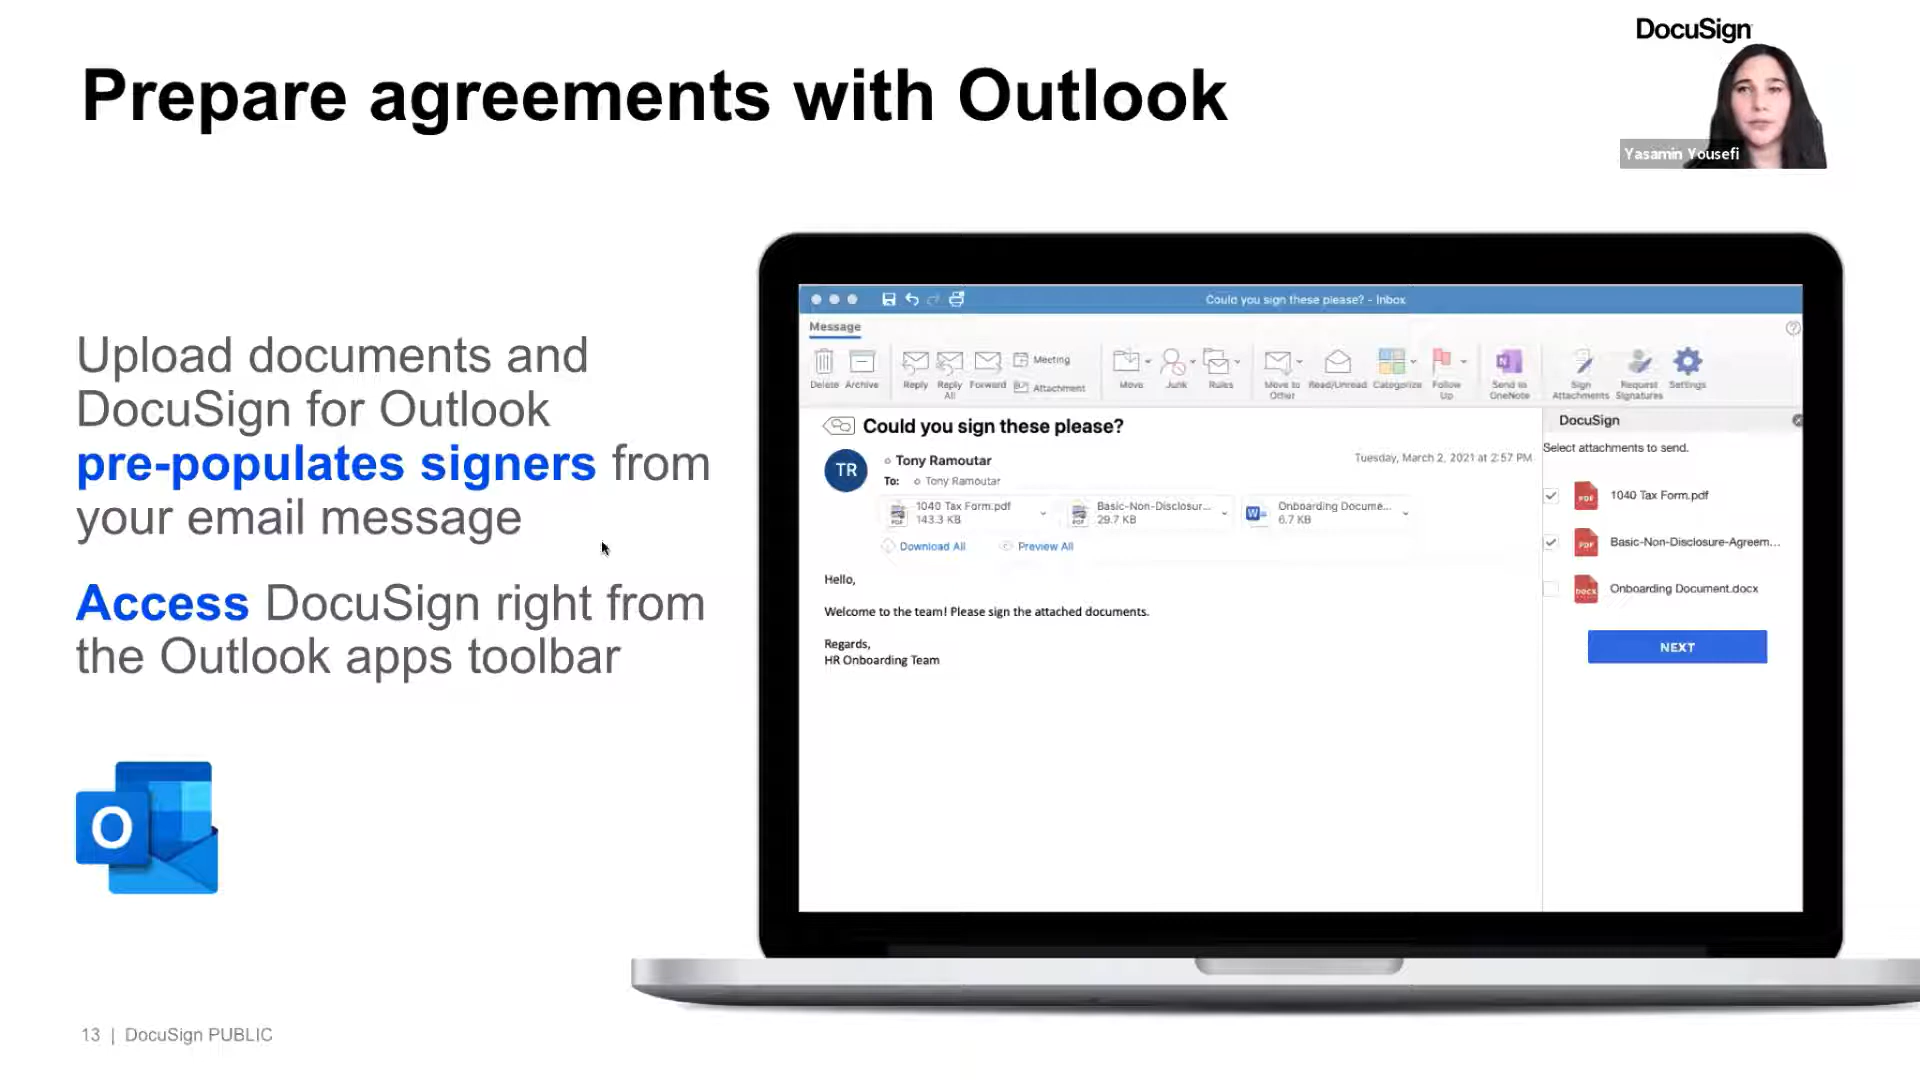 DocuSign
Prepare agreements with Outlook
Yasamin Yousefi
Upload documents and
DocuSign for Outlook
pre-populates signers from
your email message
Access DocuSign right from
the Outlook apps toolbar
O
Could you sign these please? - Inbox
Message
Delete Archive Reply Reply All Forward Meeting Attachment Move Junk Rules Move to Other Read/Unread Categorize Follow Up Send to OneNote Sign Attachments Request Signatures Settings
Could you sign these please?
TR
Tony Ramoutar
Tuesday, March 2, 2021 at 2:57 PM
To: Tony Ramoutar
1040 Tax Form.pdf
143.3 KB
Basic-Non-Disclosur...
29.7 KB
Onboarding Docume...
6.7 KB
Download All Preview All
Hello,
Welcome to the team! Please sign the attached documents.
Regards,
HR Onboarding Team
DocuSign
Select attachments to send.
PDF 1040 Tax Form.pdf
PDF Basic-Non-Disclosure-Agreem...
DOCX Onboarding Document.docx
NEXT
13 | DocuSign PUBLIC